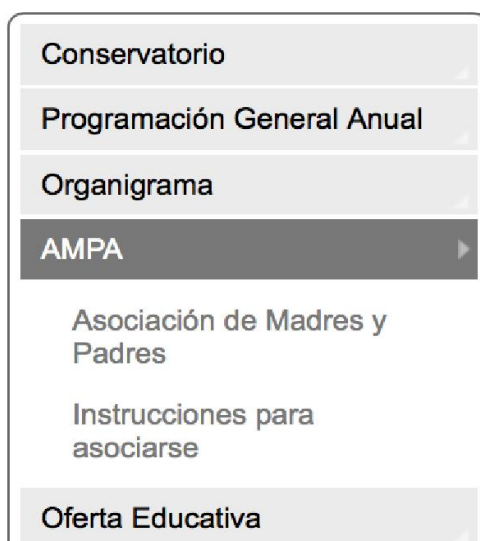 Conservatorio
Programación General Anual
Organigrama
AMPA
Asociación de Madres y
Padres
Instrucciones para
asociarse
Oferta Educativa